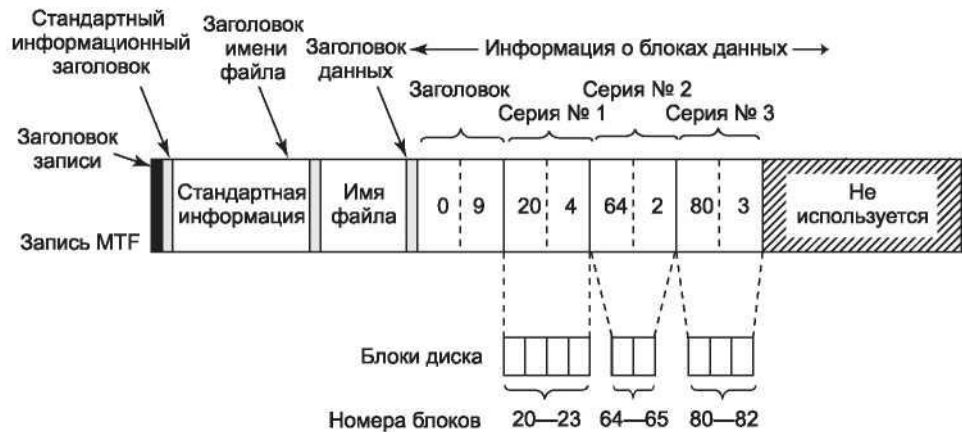 Стандартный
информационный
заголовок
Заголовок
имени
файла
Заголовок
данных
Информация о блоках данных
Заголовок
Серия № 1
Серия № 2
Серия № 3
Заголовок
записи
Стандартная
информация
Имя
файла
0 9 20 4 64 2 80 3
Не
используется
Запись MTF
Блоки диска
Номера блоков 20—23 64—65 80—82